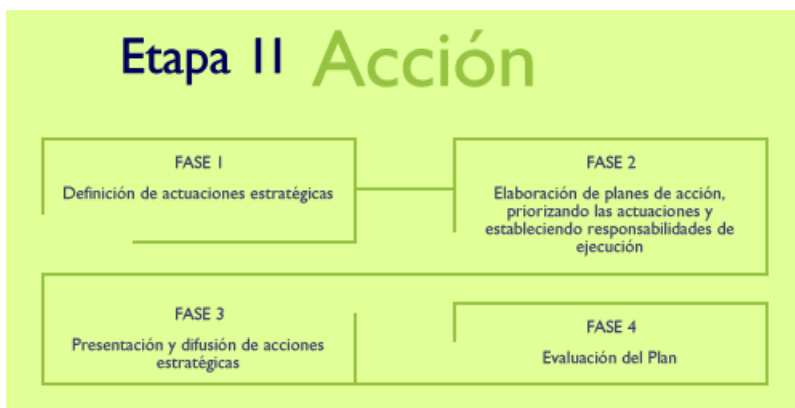 Etapa II Acción
FASE 1
Definición de actuaciones estratégicas
FASE 2
Elaboración de planes de acción,
priorizando las actuaciones y
estableciendo responsabilidades de
ejecución
FASE 3
Presentación y difusión de acciones
estratégicas
FASE 4
Evaluación del Plan